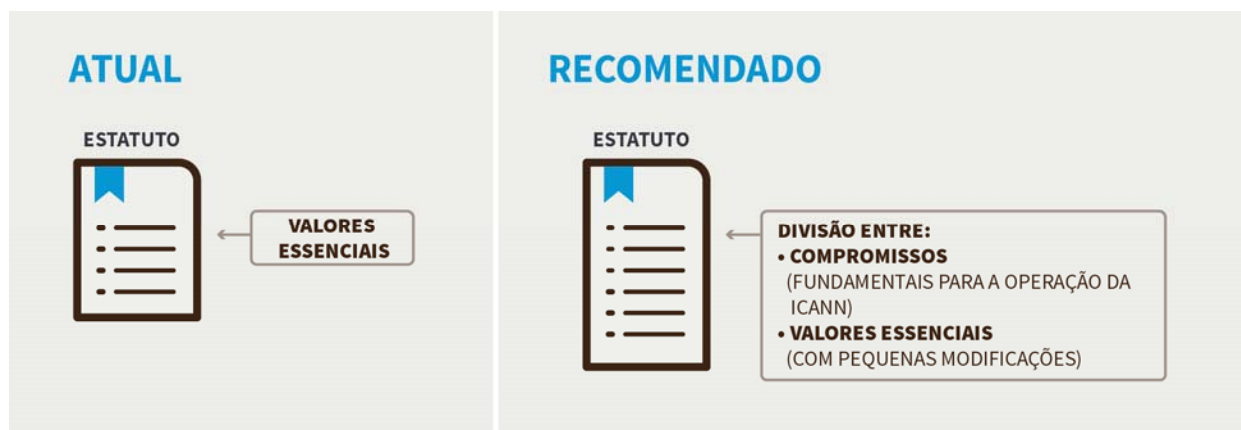 ATUAL
ESTATUTO
VALORES
ESSENCIAIS
RECOMENDADO
ESTATUTO
DIVISÃO ENTRE:
• COMPROMISSOS
(FUNDAMENTAIS PARA A OPERAÇÃO DA
ICANN)
• VALORES ESSENCIAIS
(COM PEQUENAS MODIFICAÇÕES)